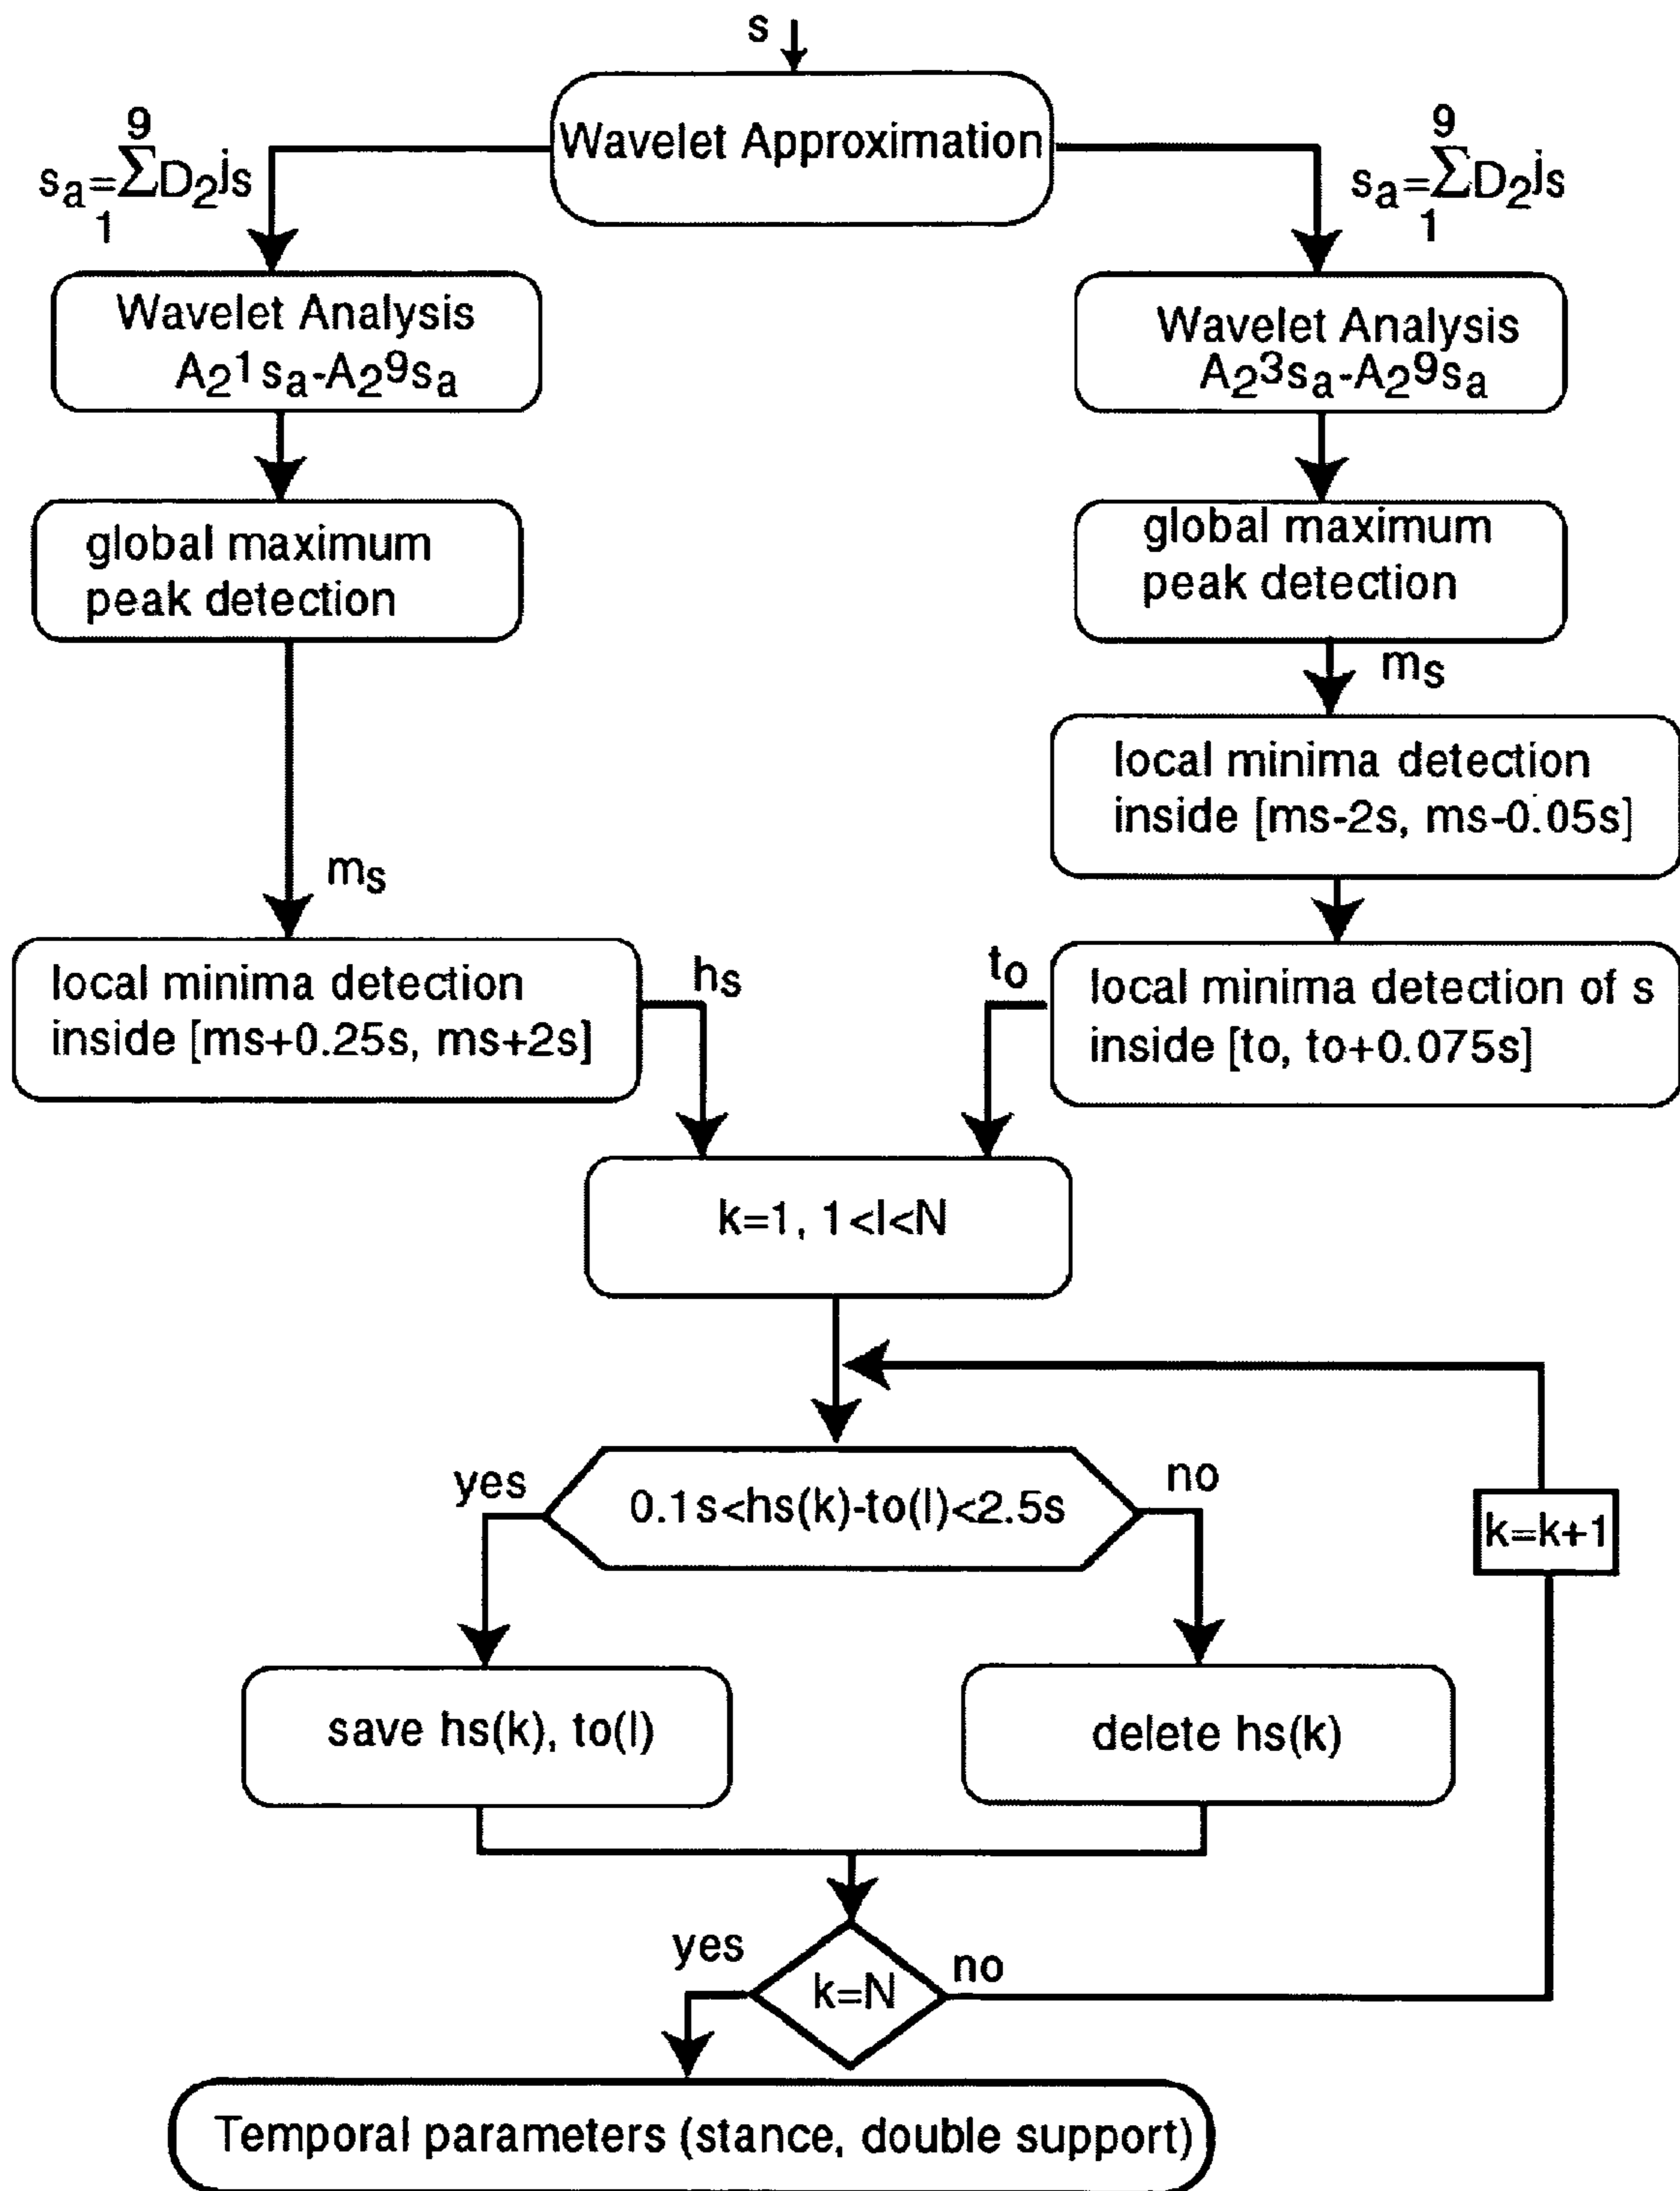 s
Wavelet Approximation
9
sa=ΣD2js
1
9
sa=ΣD2js
1
Wavelet Analysis
A21sa-A29sa
Wavelet Analysis
A23sa-A29sa
global maximum
peak detection
global maximum
peak detection
ms
local minima detection
inside [ms-2s, ms-0.05s]
ms
local minima detection
inside [ms+0.25s, ms+2s]
hs
to
local minima detection of s
inside [to, to+0.075s]
k=1, 1<l<N
yes
0.1s<hs(k)-to(l)<2.5s
no
k=k+1
save hs(k), to(l)
delete hs(k)
yes
k=N
no
Temporal parameters (stance, double support)